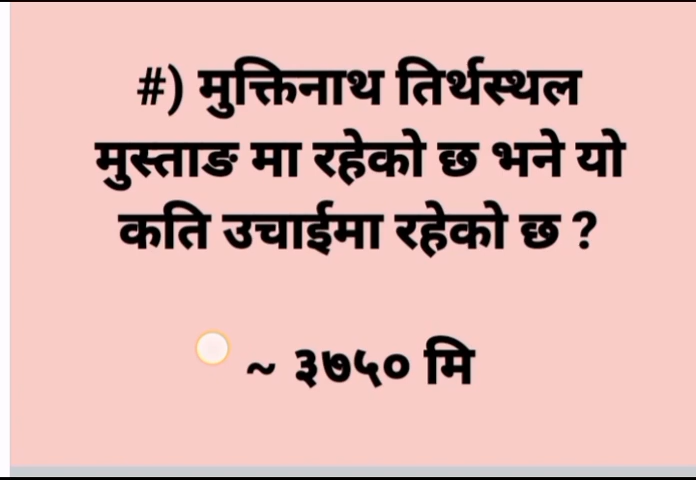 #) मुक्तिनाथ तिर्थस्थल
मुस्ताङ मा रहेको छ भने यो
कति उचाईमा रहेको छ ?
~ ३७५० मि